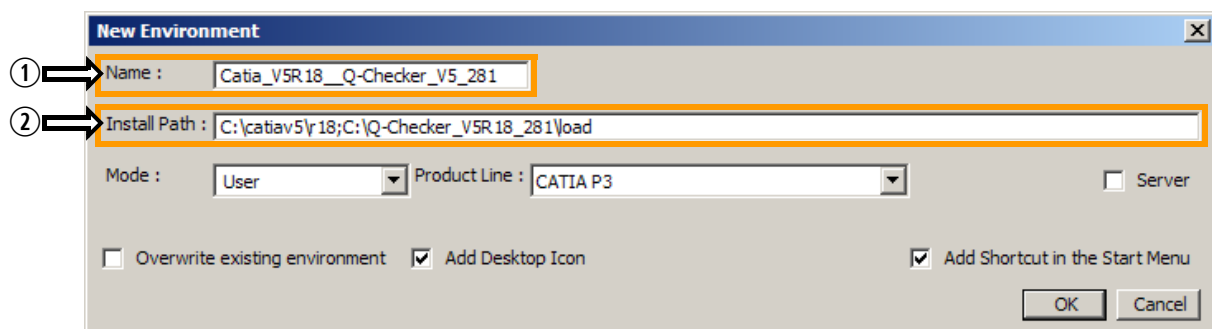 New Environment
① Name : Catia_V5R18__Q-Checker_V5_281
② Install Path : C:\catiav5\r18;C:\Q-Checker_V5R18_281\load
Mode : User Product Line : CATIA P3 Server
Overwrite existing environment Add Desktop Icon Add Shortcut in the Start Menu
OK Cancel